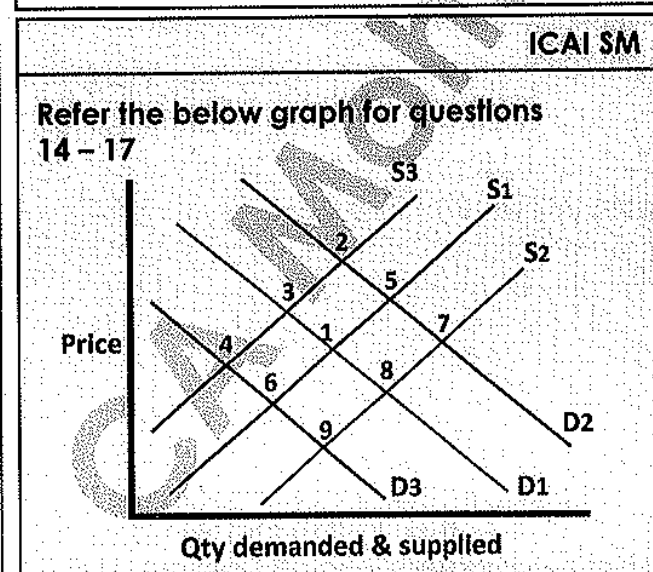 ICAI SM
Refer the below graph for questions
14 – 17
S3
S1
S2
2
5
3
7
1
Price
4
8
6
D2
9
D3
D1
Qty demanded & supplied